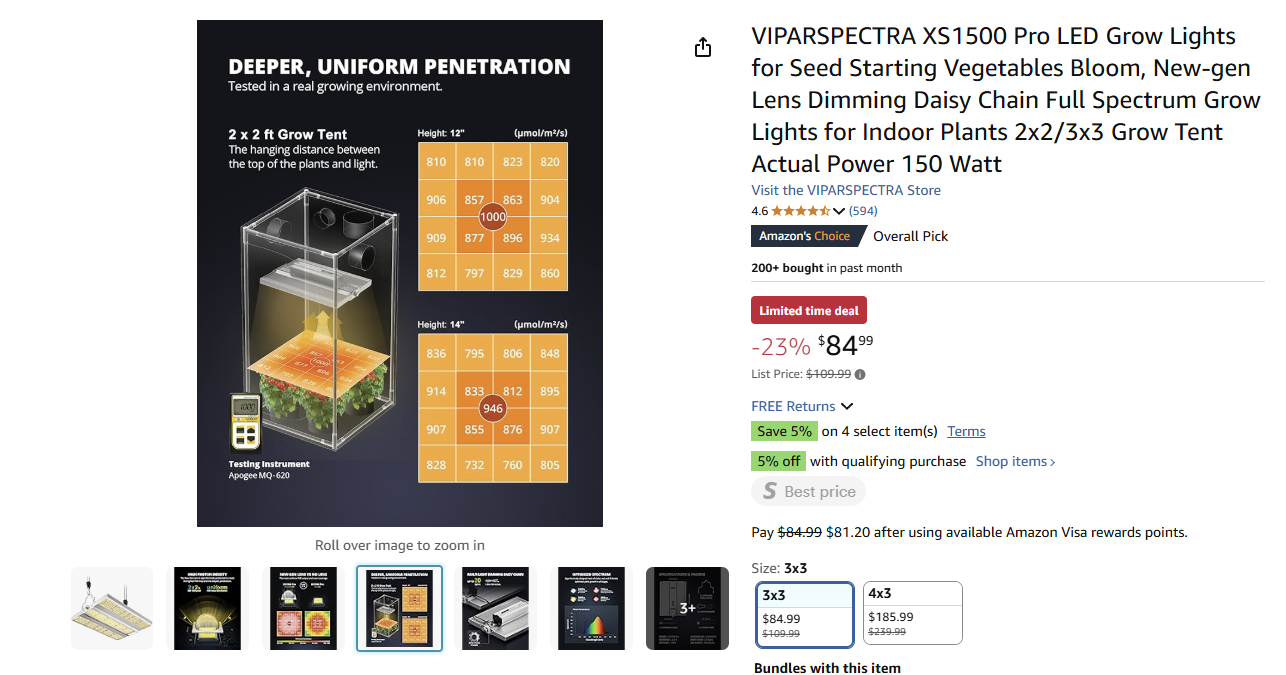 DEEPER, UNIFORM PENETRATION
Tested in a real growing environment.
2 x 2 ft Grow Tent
The hanging distance between
the top of the plants and light.
Height: 12" (μmol/m²/s)
810 810 823 820
906 857 863 904
1000
909 877 896 934
812 797 829 860
Height: 14" (μmol/m²/s)
836 795 806 848
914 833 812 895
946
907 855 876 907
828 732 760 805
Testing Instrument
Apogee MQ-620
Roll over image to zoom in
3+
VIPARSPECTRA XS1500 Pro LED Grow Lights
for Seed Starting Vegetables Bloom, New-gen
Lens Dimming Daisy Chain Full Spectrum Grow
Lights for Indoor Plants 2x2/3x3 Grow Tent
Actual Power 150 Watt
Visit the VIPARSPECTRA Store
4.6 (594)
Amazon's Choice Overall Pick
200+ bought in past month
Limited time deal
-23% $84⁹⁹
List Price: $109.99
FREE Returns
Save 5% on 4 select item(s) Terms
5% off with qualifying purchase Shop items ›
S Best price
Pay $84.99 $81.20 after using available Amazon Visa rewards points.
Size: 3x3
3x3 4x3
$84.99 $185.99
$109.99 $239.99
Bundles with this item